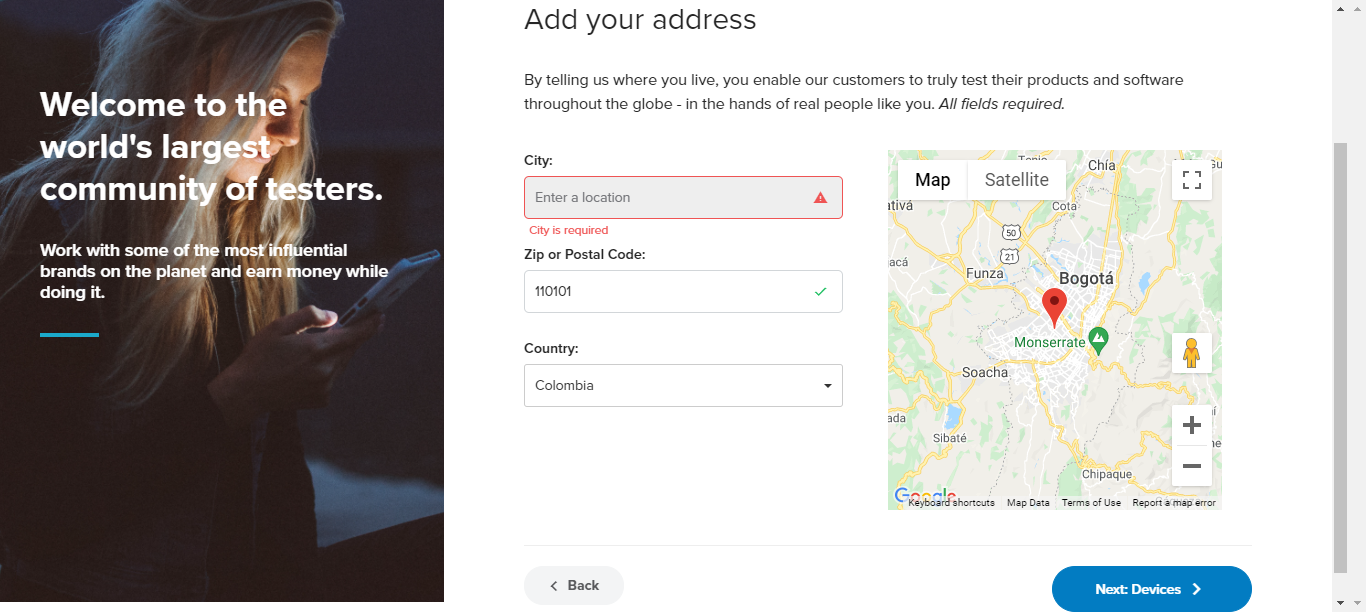 Welcome to the
world's largest
community of testers.
Work with some of the most influential
brands on the planet and earn money while
doing it.
Add your address
By telling us where you live, you enable our customers to truly test their products and software
throughout the globe - in the hands of real people like you. All fields required.
City:
Enter a location
City is required
Zip or Postal Code:
110101
Country:
Colombia
Map
Satellite
Chía
ativá
Cota
50
21
acá
Funza
Bogotá
Monserrate
Soacha
ada
Sibaté
Chipaque
Google
Keyboard shortcuts
Map Data
Terms of Use
Report a map error
Back
Next: Devices